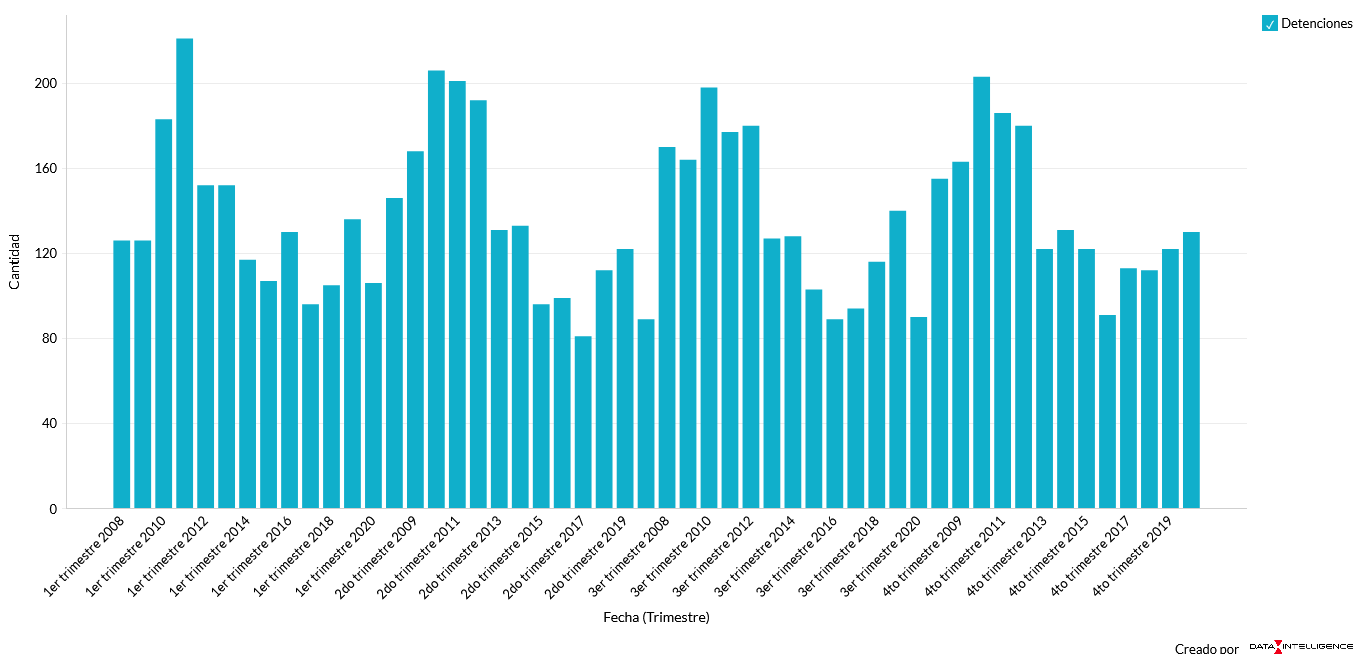 Detenciones
200
160
120
80
40
0
Cantidad
1er trimestre 2008
1er trimestre 2010
1er trimestre 2012
1er trimestre 2014
1er trimestre 2016
1er trimestre 2018
1er trimestre 2020
2do trimestre 2009
2do trimestre 2011
2do trimestre 2013
2do trimestre 2015
2do trimestre 2017
2do trimestre 2019
3er trimestre 2008
3er trimestre 2010
3er trimestre 2012
3er trimestre 2014
3er trimestre 2016
3er trimestre 2018
3er trimestre 2020
4to trimestre 2009
4to trimestre 2011
4to trimestre 2013
4to trimestre 2015
4to trimestre 2017
4to trimestre 2019
Fecha (Trimestre)
Creado por DATA INTELLIGENCE